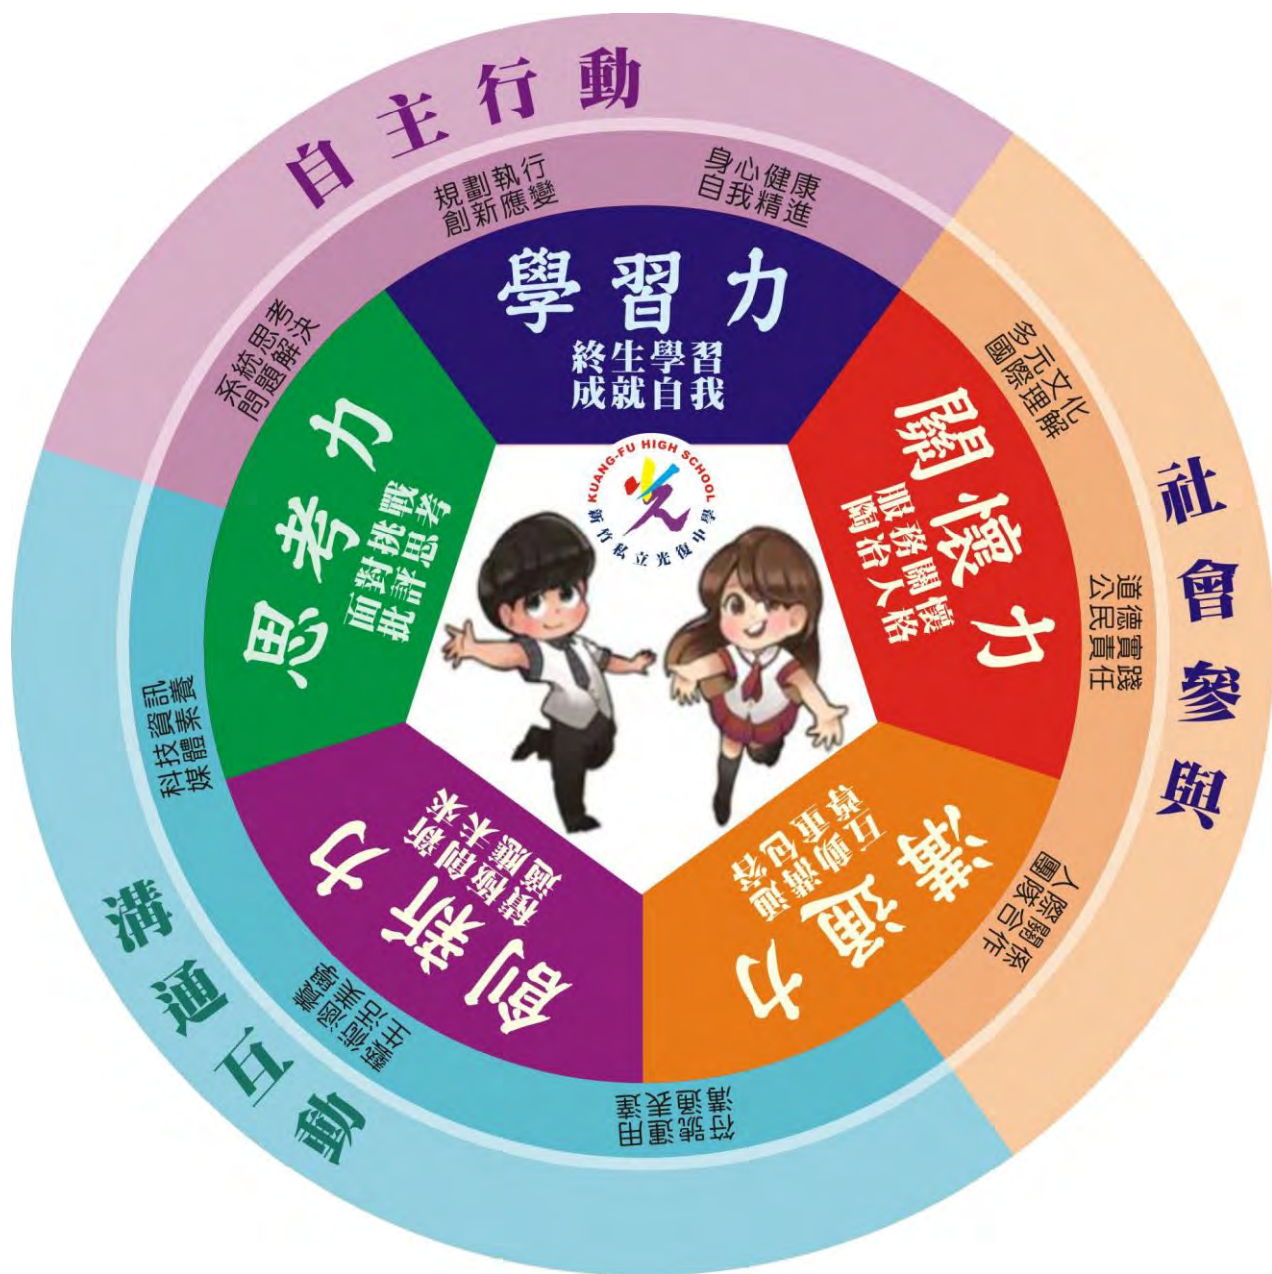 自主行動
規劃執行
創新應變
身心健康
自我精進
系統思考
問題解決
社會參與
多元文化
國際理解
道德實踐
公民責任
人際關係
團隊合作
溝通互動
符號運用
溝通表達
科技資訊
媒體素養
藝術涵養
生活美學
學習力
終生學習
成就自我
關懷力
服務關懷
陶冶人格
溝通力
互動溝通
尊重包容
創新力
積極創新
適應未來
思考力
面對挑戰
批評思考
KUANG-FU HIGH SCHOOL
新竹私立光復中學